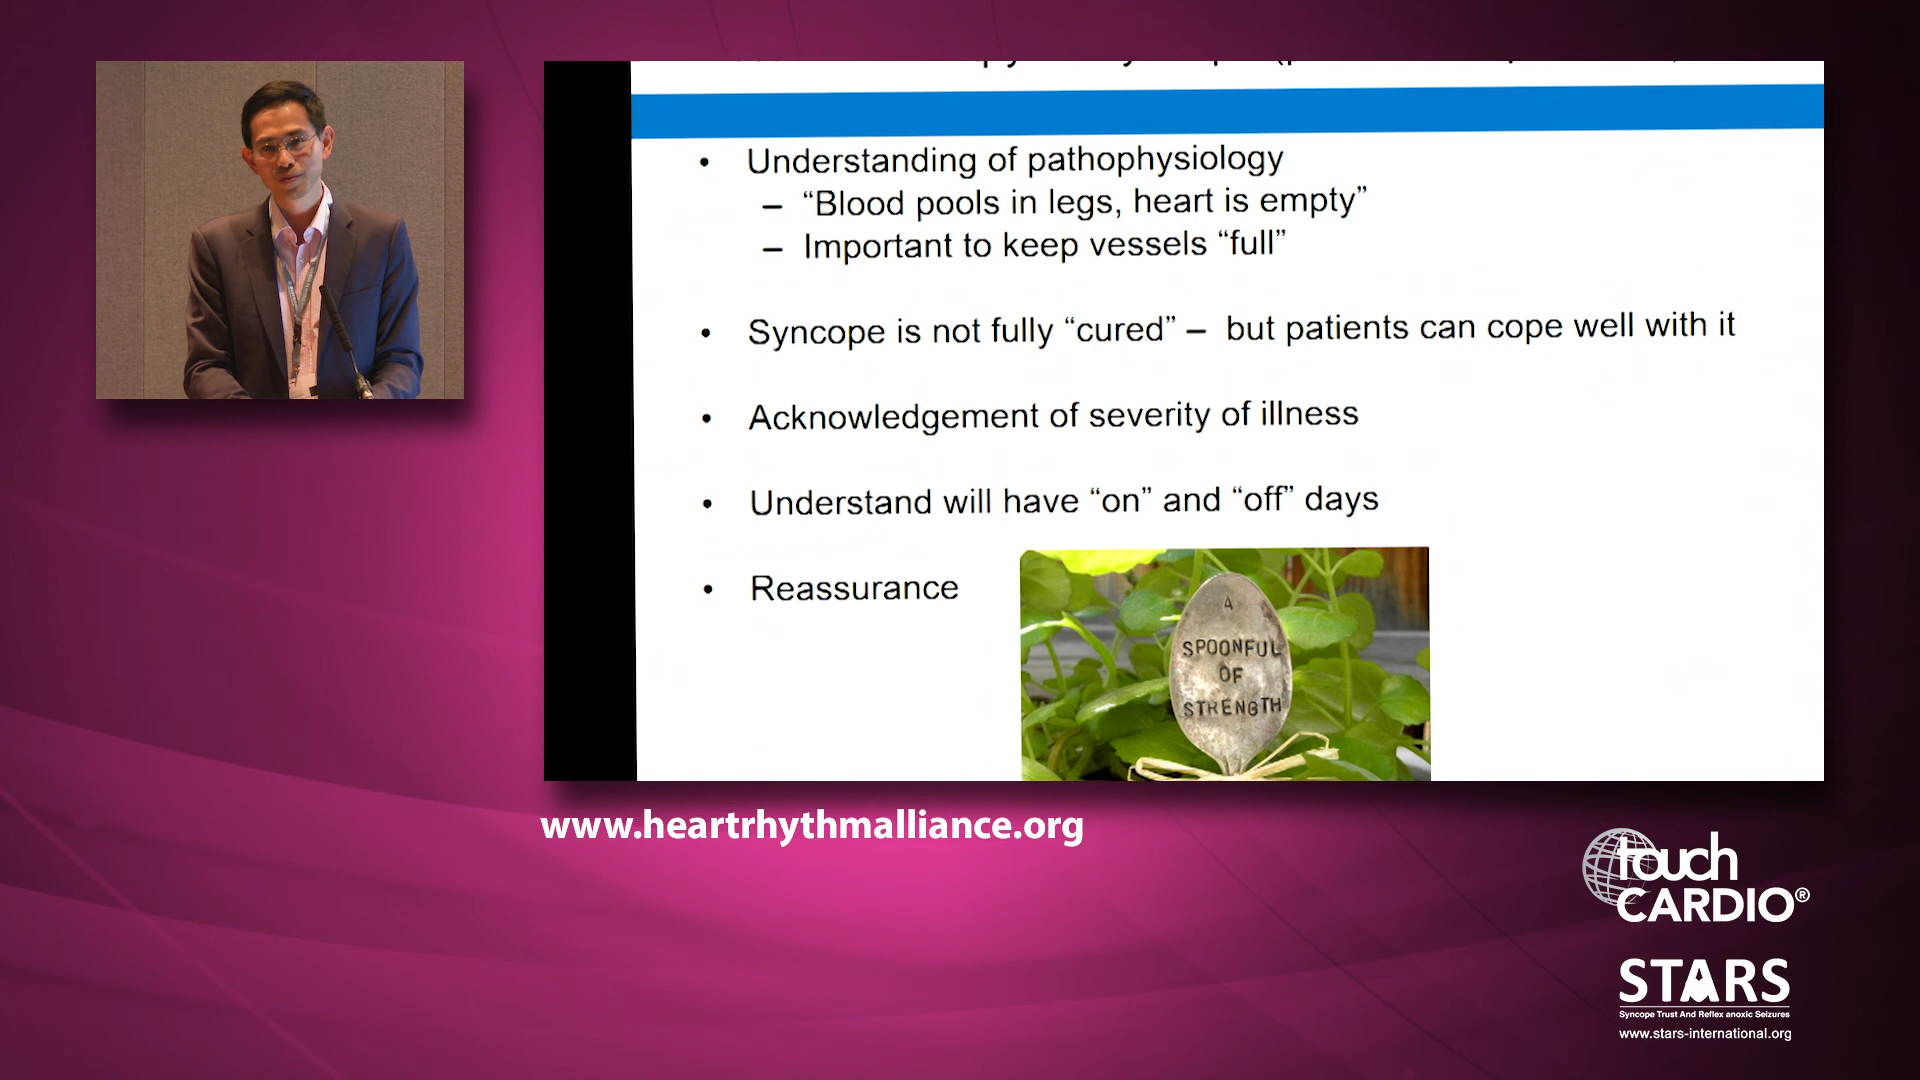 • Understanding of pathophysiology
– “Blood pools in legs, heart is empty”
– Important to keep vessels “full”
• Syncope is not fully “cured” – but patients can cope well with it
• Acknowledgement of severity of illness
• Understand will have “on” and “off” days
• Reassurance
A
SPOONFUL
OF
STRENGTH
www.heartrhythmalliance.org
touch
CARDIO®
STARS
Syncope Trust And Reflex anoxic Seizures
www.stars-international.org